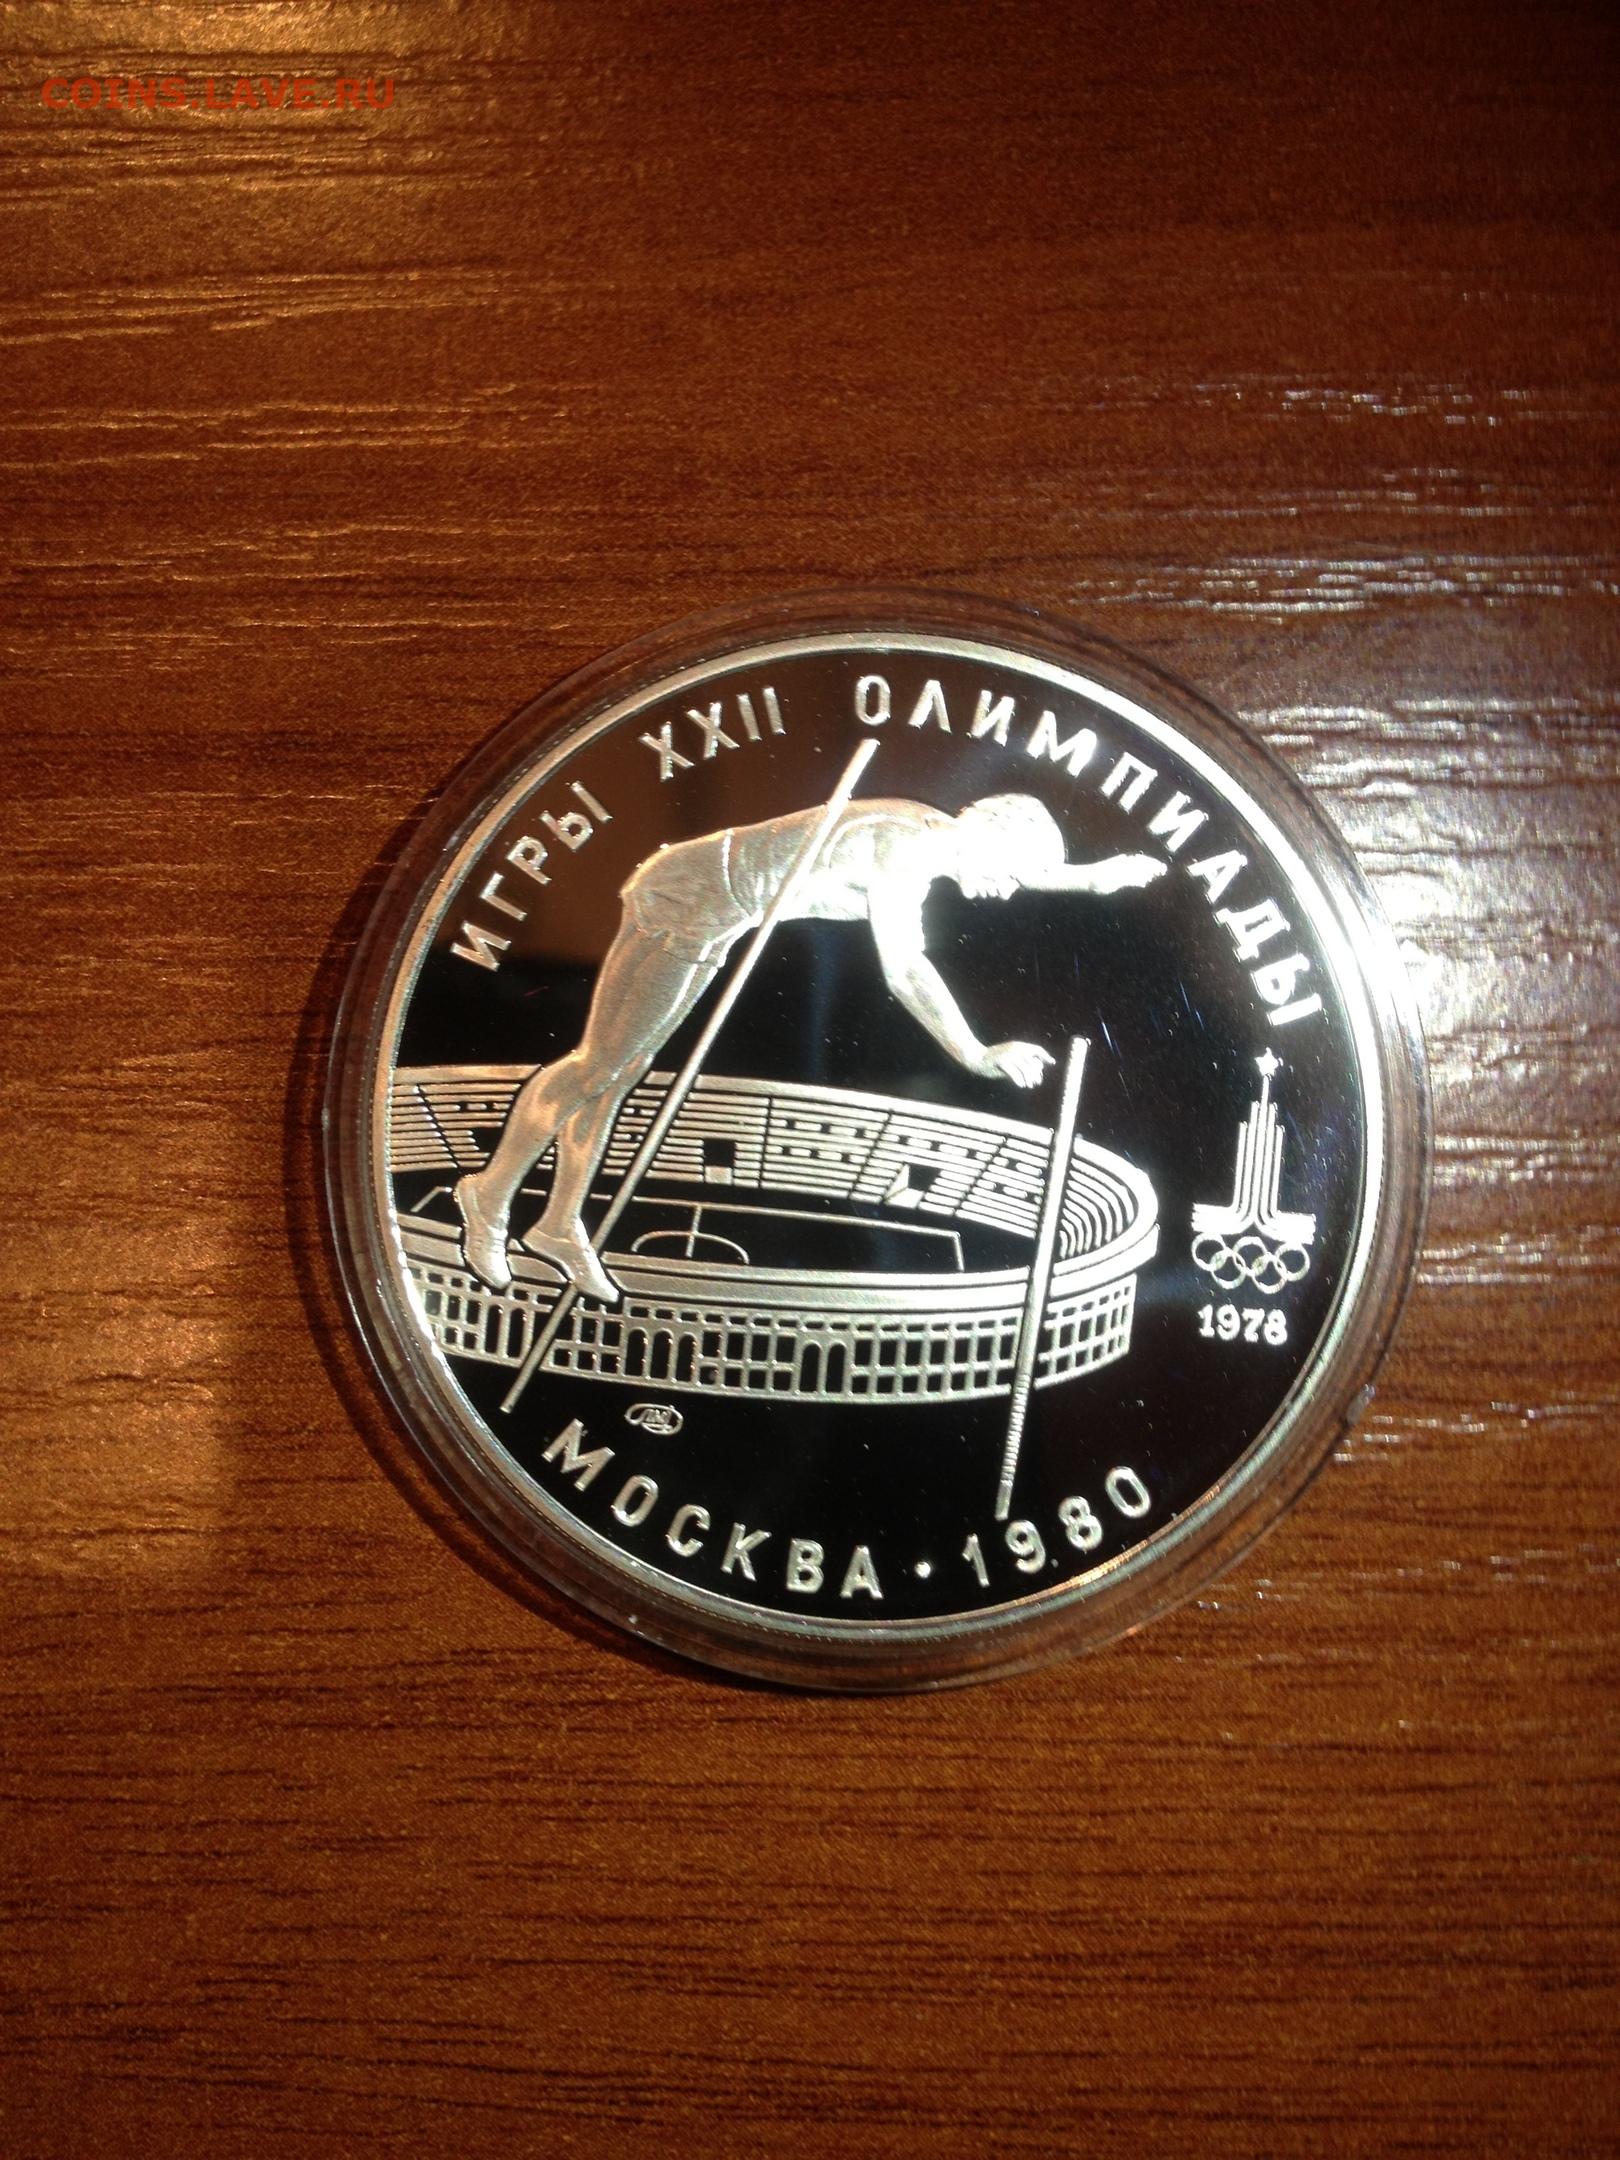 COINS.LAVE.RU
ИГРЫ XXII ОЛИМПИАДЫ
1978
ЛМД
МОСКВА · 1980